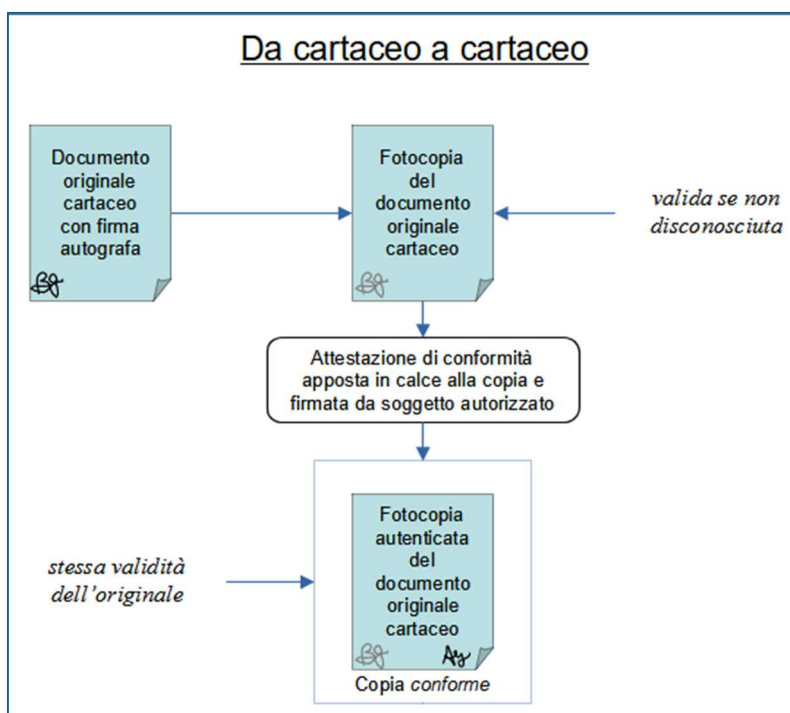 Da cartaceo a cartaceo
Documento
originale
cartaceo
con firma
autografa
Fotocopia
del
documento
originale
cartaceo
valida se non
disconosciuta
Attestazione di conformità
apposta in calce alla copia e
firmata da soggetto autorizzato
stessa validità
dell'originale
Fotocopia
autenticata
del
documento
originale
cartaceo
Copia conforme